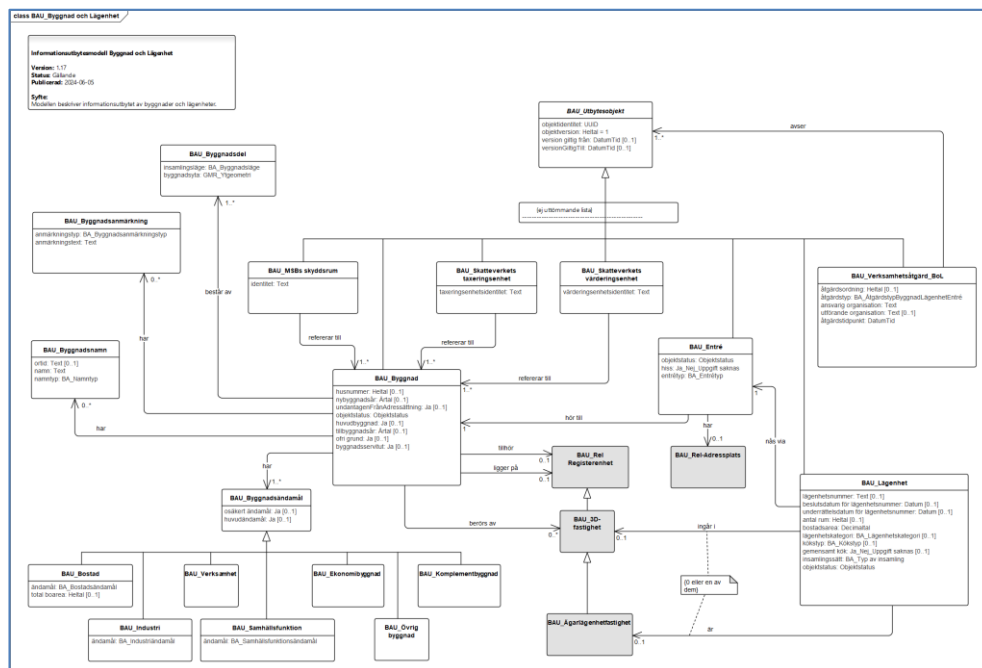 class BAU_Byggnad och Lägenhet
Informationsutbytesmodell Byggnad och Lägenhet
Version: 1.17
Status: Gällande
Publicerad: 2024-06-05
Syfte:
Modellen beskriver informationsutbytet av byggnader och lägenheter.
BAU_Utbytesobjekt
objektidentitet: UUID
objektversion: Heltal = 1
version giltig från: DatumTid [0..1]
versionGiltigTill: DatumTid [0..1]
avser
1..*
BAU_Byggnadsdel
insamlingsläge: BA_Byggnadsläge
byggnadsyta: GMR_Ytgeometri
1..*
{ej uttömmande lista}
BAU_Byggnadsanmärkning
anmärkningstyp: BA_Byggnadsanmärkningstyp
anmärkningstext: Text
0..*
består av
BAU_MSBs skyddsrum
identitet: Text
BAU_Skatteverkets
taxeringsenhet
taxeringsenhetsidentitet: Text
BAU_Skatteverkets
värderingsenhet
värderingsenhetsidentitet: Text
BAU_Verksamhetsåtgärd_BoL
åtgärdsordning: Heltal [0..1]
åtgärdstyp: BA_ÅtgärdstypByggnadLägenhetEntré
ansvarig organisation: Text
utförande organisation: Text [0..1]
åtgärdstidpunkt: DatumTid
har
refererar till
refererar till
1..*
1..*
BAU_Byggnadsnamn
ortid: Text [0..1]
namn: Text
namntyp: BA_Namntyp
0..*
har
BAU_Byggnad
husnummer: Heltal [0..1]
nybyggnadsår: Årtal [0..1]
undantagenFrånAdressättning: Ja [0..1]
objektstatus: Objektstatus
huvudbyggnad: Ja [0..1]
tillbyggnadsår: Årtal [0..1]
ofri grund: Ja [0..1]
byggnadsservitut: Ja [0..1]
refererar till
1..*
BAU_Entré
objektstatus: Objektstatus
hiss: Ja_Nej_Uppgift saknas
entrétyp: BA_Entrétyp
1
hör till
1
har
0..1
nås via
tillhör
0..1
ligger på
0..1
BAU_Rel
Registerenhet
BAU_Rel-Adressplats
har
1..*
BAU_Byggnadsändamål
osäkert ändamål: Ja [0..1]
huvudändamål: Ja [0..1]
berörs av
0..*
BAU_3D-
fastighet
0..1
ingår i
BAU_Lägenhet
lägenhetsnummer: Text [0..1]
beslutsdatum för lägenhetsnummer: Datum [0..1]
underrättelsedatum för lägenhetsnummer: Datum [0..1]
antal rum: Heltal [0..1]
bostadsarea: Decimaltal
lägenhetskategori: BA_Lägenhetskategori [0..1]
kökstyp: BA_Kökstyp [0..1]
gemensamt kök: Ja_Nej_Uppgift saknas [0..1]
insamlingssätt: BA_Typ av insamling
objektstatus: Objektstatus
BAU_Bostad
ändamål: BA_Bostadsändamål
total boarea: Heltal [0..1]
BAU_Verksamhet
BAU_Ekonomibyggnad
BAU_Komplementbyggnad
{0 eller en av
dem}
BAU_Industri
ändamål: BA_Industriändamål
BAU_Samhällsfunktion
ändamål: BA_Samhällsfunktionsändamål
BAU_Övrig
byggnad
BAU_Ägarlägenhetfastighet
0..1
är